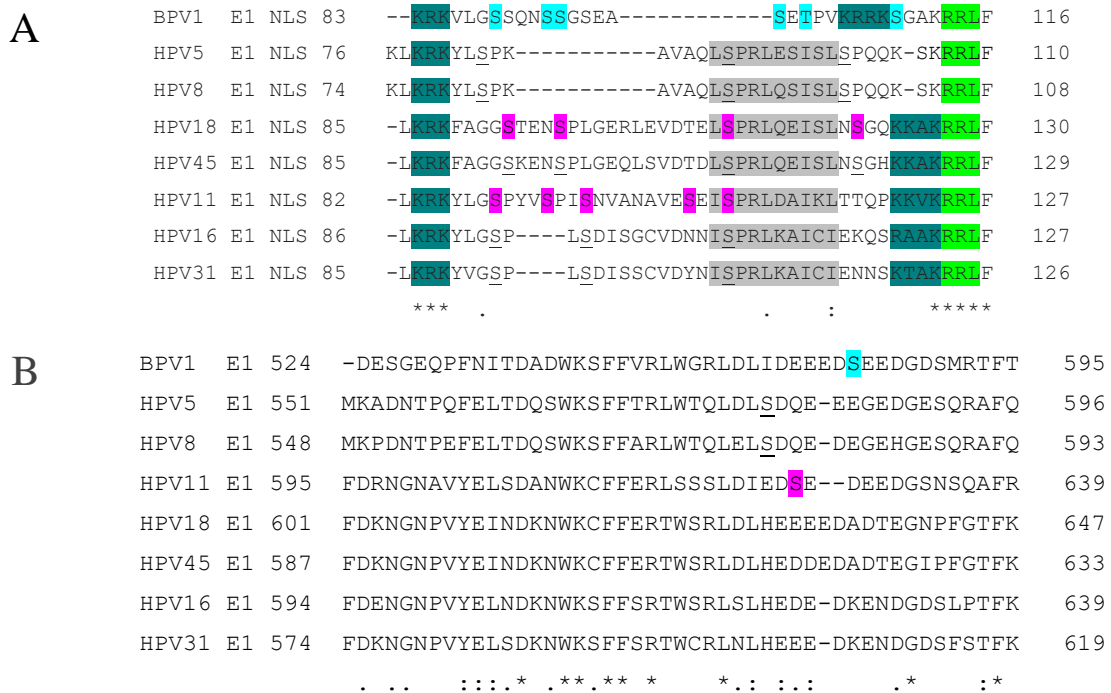 A
BPV1 E1 NLS 83 --KRKVLGSSQNSSGSEA------------SETPVKRRKSGAKRRLF 116
HPV5 E1 NLS 76 KLKRKYLSPK-----------AVAQLSPRLESISLSPQQK-SKRRLF 110
HPV8 E1 NLS 74 KLKRKYLSPK-----------AVAQLSPRLQSISLSPQQK-SKRRLF 108
HPV18 E1 NLS 85 -LKRKFAGGSTENSPLGERLEVDTELSPRLQEISLNSGQKKAKRRLF 130
HPV45 E1 NLS 85 -LKRKFAGGSKENSPLGEQLSVDTDLSPRLQEISLNSGHKKAKRRLF 129
HPV11 E1 NLS 82 -LKRKYLGSPYVSPISNVANAVESEISPRLDAIKLTTQPKKVKRRLF 127
HPV16 E1 NLS 86 -LKRKYLGSP----LSDISGCVDNNISPRLKAICIEKQSRAAKRRLF 127
HPV31 E1 NLS 85 -LKRKYVGSP----LSDISSCVDYNISPRLKAICIENNSKTAKRRLF 126
*** . . : *****
B
BPV1 E1 524 -DESGEQPFNITDADWKSFFVRLWGRLDLIDEEEDSEEDGDSMRTFT 595
HPV5 E1 551 MKADNTPQFELTDQSWKSFFTRLWTQLDLSDQE-EEGEDGESQRAFQ 596
HPV8 E1 548 MKPDNTPEFELTDQSWKSFFARLWTQLELSDQE-DEGEHGESQRAFQ 593
HPV11 E1 595 FDRNGNAVYELSDANWKCFFERLSSSLDIEDSE--DEEDGSNSQAFR 639
HPV18 E1 601 FDKNGNPVYEINDKNWKCFFERTWSRLDLHEEEEDADTEGNPFGTFK 647
HPV45 E1 587 FDKNGNPVYEINDKNWKCFFERTWSRLDLHEDDEDADTEGIPFGTFK 633
HPV16 E1 594 FDENGNPVYELNDKNWKSFFSRTWSRLSLHEDE-DKENDGDSLPTFK 639
HPV31 E1 574 FDKNGNPVYELSDKNWKSFFSRTWCRLNLHEEE-DKENDGDSFSTFK 619
. .. :::.* .**.** * *.: :.: .* :*